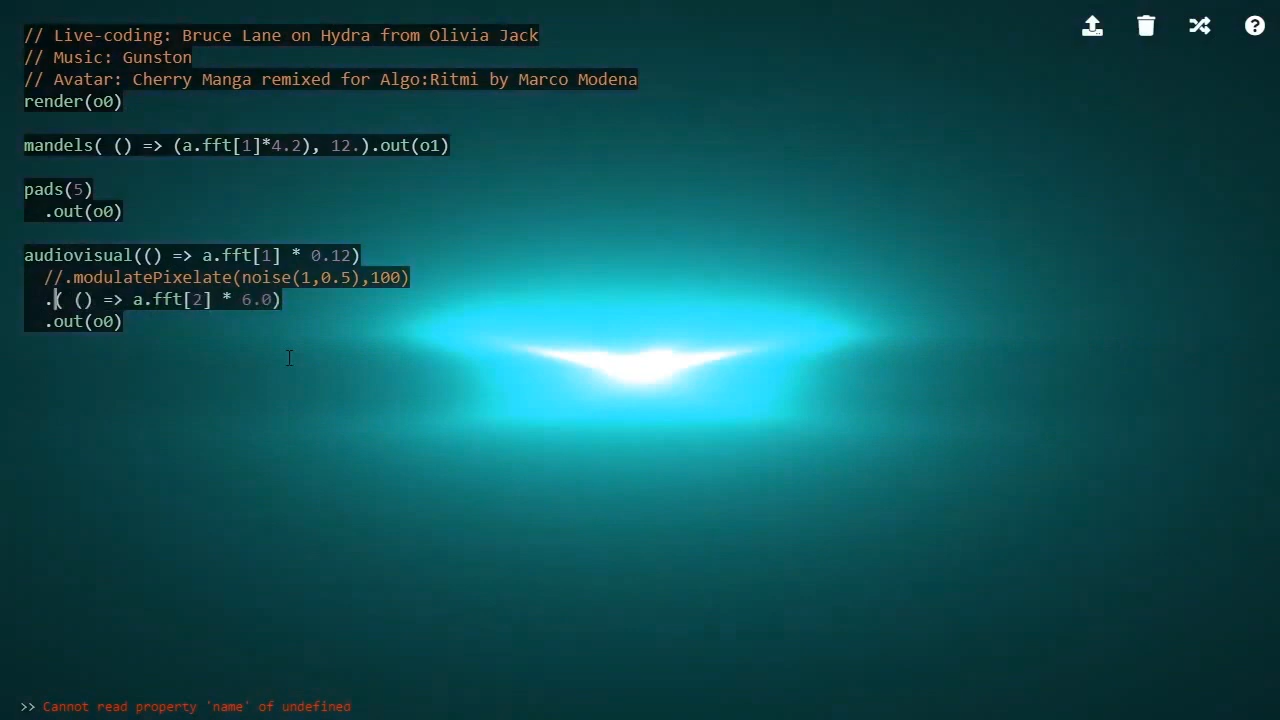 // Live-coding: Bruce Lane on Hydra from Olivia Jack
// Music: Gunston
// Avatar: Cherry Manga remixed for Algo:Ritmi by Marco Modena
render(o0)
mandels( () => (a.fft[1]*4.2), 12.).out(o1)
pads(5)
  .out(o0)
audiovisual(() => a.fft[1] * 0.12)
  //.modulatePixelate(noise(1,0.5),100)
  .( () => a.fft[2] * 6.0)
  .out(o0)
>> Cannot read property 'name' of undefined